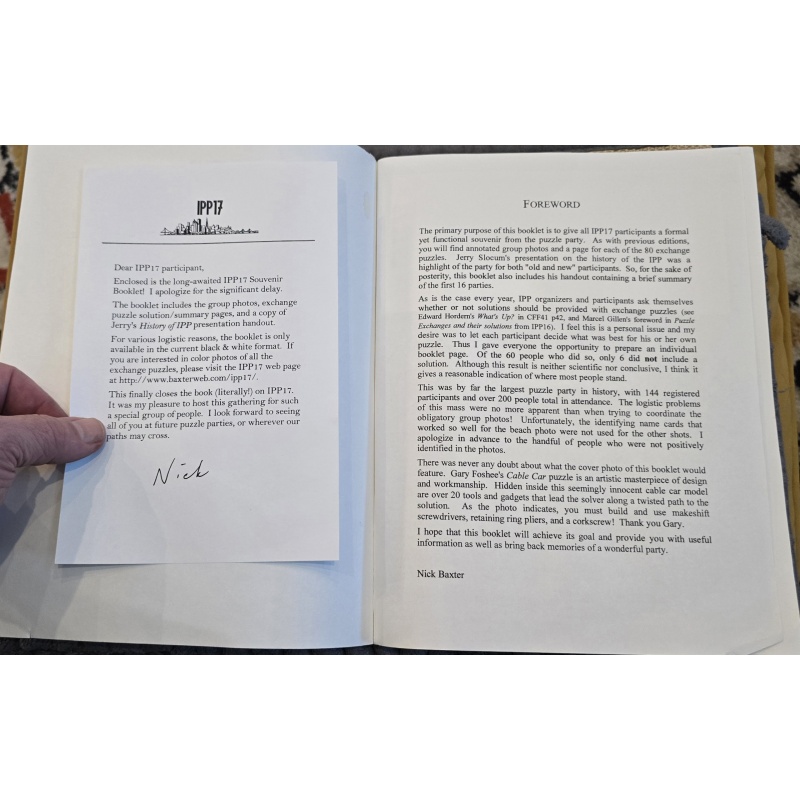 IPP17
Dear IPP17 participant,
Enclosed is the long-awaited IPP17 Souvenir
Booklet!  I apologize for the significant delay.
The booklet includes the group photos, exchange
puzzle solution/summary pages, and a copy of
Jerry's History of IPP presentation handout.
For various logistic reasons, the booklet is only
available in the current black & white format.  If
you are interested in color photos of all the
exchange puzzles, please visit the IPP17 web page
at http://www.baxterweb.com/ipp17/.
This finally closes the book (literally!) on IPP17.
It was my pleasure to host this gathering for such
a special group of people.  I look forward to seeing
all of you at future puzzle parties, or wherever our
paths may cross.
Nick
FOREWORD
The primary purpose of this booklet is to give all IPP17 participants a formal
yet functional souvenir from the puzzle party.  As with previous editions,
you will find annotated group photos and a page for each of the 80 exchange
puzzles.  Jerry Slocum's presentation on the history of the IPP was a
highlight of the party for both "old and new" participants.  So, for the sake of
posterity, this booklet also includes his handout containing a brief summary
of the first 16 parties.
As is the case every year, IPP organizers and participants ask themselves
whether or not solutions should be provided with exchange puzzles (see
Edward Hordern's What's Up? in CFF41 p42, and Marcel Gillen's foreword in Puzzle
Exchanges and their solutions from IPP16).  I feel this is a personal issue and my
desire was to let each participant decide what was best for his or her own
puzzle.  Thus I gave everyone the opportunity to prepare an individual
booklet page.  Of the 60 people who did so, only 6 did not include a
solution.  Although this result is neither scientific nor conclusive, I think it
gives a reasonable indication of where most people stand.
This was by far the largest puzzle party in history, with 144 registered
participants and over 200 people total in attendance.  The logistic problems
of this mass were no more apparent than when trying to coordinate the
obligatory group photos!  Unfortunately, the identifying name cards that
worked so well for the beach photo were not used for the other shots.  I
apologize in advance to the handful of people who were not positively
identified in the photos.
There was never any doubt about what the cover photo of this booklet would
feature.  Gary Foshee's Cable Car puzzle is an artistic masterpiece of design
and workmanship.  Hidden inside this seemingly innocent cable car model
are over 20 tools and gadgets that lead the solver along a twisted path to the
solution.  As the photo indicates, you must build and use makeshift
screwdrivers, retaining ring pliers, and a corkscrew!  Thank you Gary.
I hope that this booklet will achieve its goal and provide you with useful
information as well as bring back memories of a wonderful party.
Nick Baxter